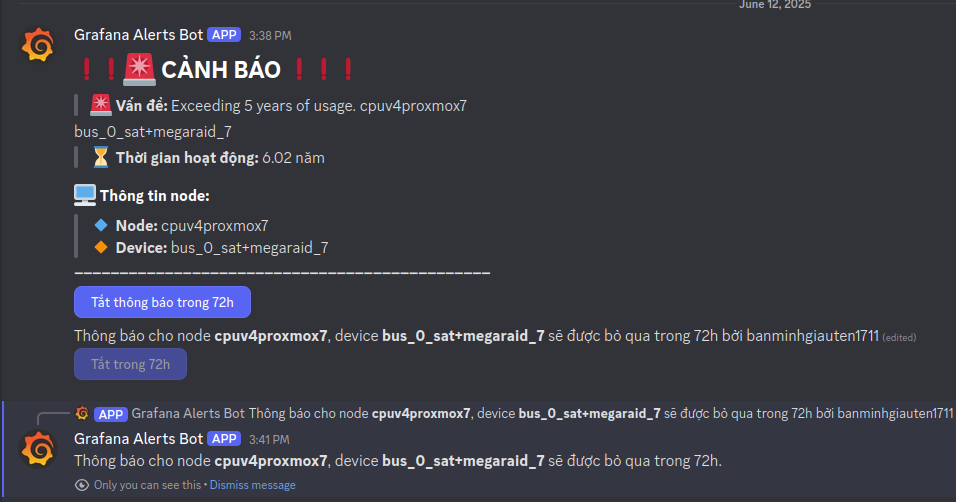 June 12, 2025
Grafana Alerts Bot APP 3:38 PM
❗❗🚨 CẢNH BÁO ❗❗❗
🚨 Vấn đề: Exceeding 5 years of usage. cpuv4proxmox7
bus_0_sat+megaraid_7
⏳ Thời gian hoạt động: 6.02 năm
🖥️ Thông tin node:
🔷 Node: cpuv4proxmox7
🔶 Device: bus_0_sat+megaraid_7
———————————————————————————————
Tắt thông báo trong 72h
Thông báo cho node cpuv4proxmox7, device bus_0_sat+megaraid_7 sẽ được bỏ qua trong 72h bởi banminhgiauten1711 (edited)
Tắt trong 72h
APP Grafana Alerts Bot Thông báo cho node cpuv4proxmox7, device bus_0_sat+megaraid_7 sẽ được bỏ qua trong 72h bởi banminhgiauten1711
Grafana Alerts Bot APP 3:41 PM
Thông báo cho node cpuv4proxmox7, device bus_0_sat+megaraid_7 sẽ được bỏ qua trong 72h.
Only you can see this • Dismiss message